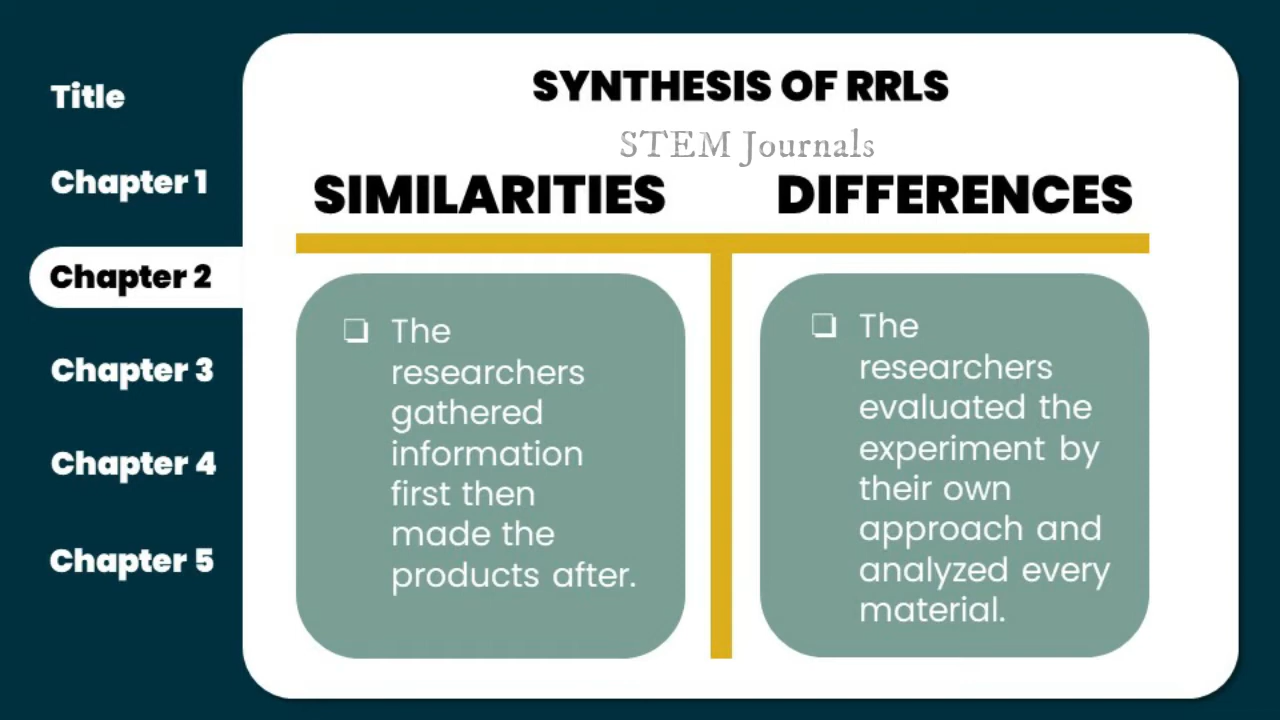 Title
Chapter 1
Chapter 2
Chapter 3
Chapter 4
Chapter 5
SYNTHESIS OF RRLS
STEM Journals
SIMILARITIES
❏ The
researchers
gathered
information
first then
made the
products after.
DIFFERENCES
❏ The
researchers
evaluated the
experiment by
their own
approach and
analyzed every
material.